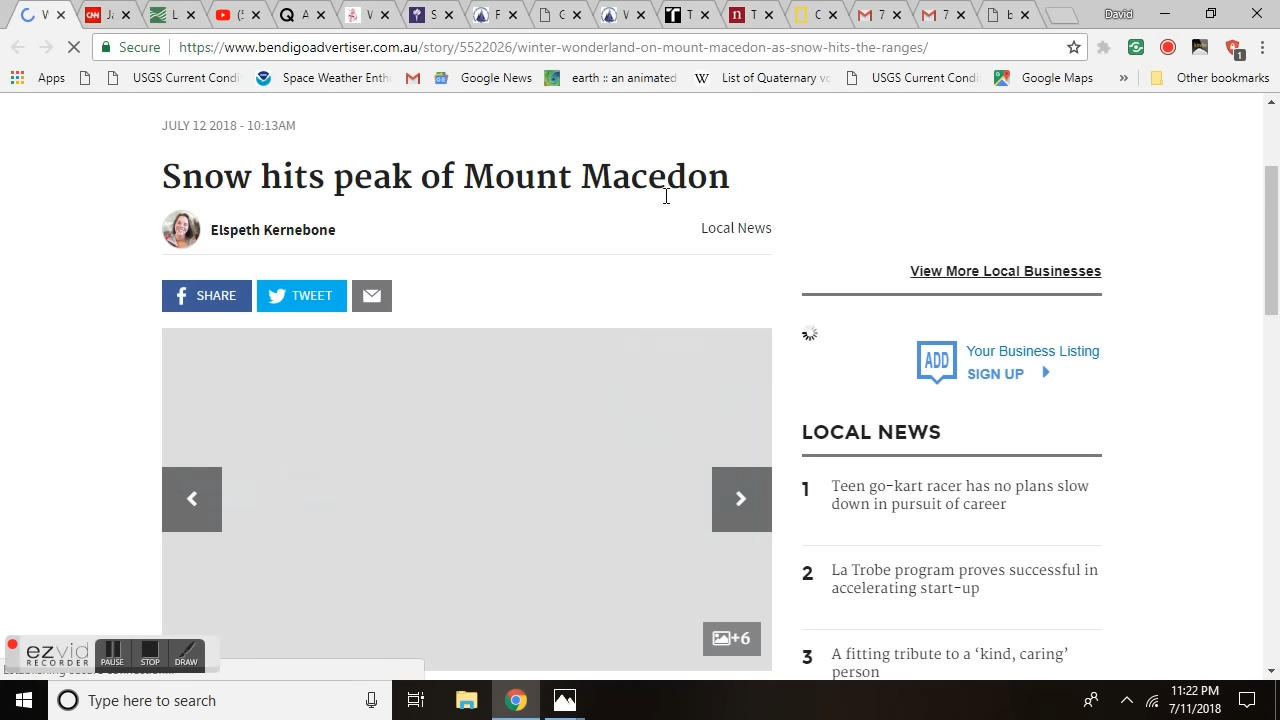 V
CNN
Ja
L
(5
A
V
S
F
C
V
T
T
C
7
7
b
David
Secure
https://www.bendigoadvertiser.com.au/story/5522026/winter-wonderland-on-mount-macedon-as-snow-hits-the-ranges/
1
Apps
USGS Current Condi
Space Weather Enth
Google News
earth :: an animated
List of Quaternary vo
USGS Current Condi
Google Maps
»
Other bookmarks
JULY 12 2018 - 10:13AM
Snow hits peak of Mount Macedon
Elspeth Kernebone
Local News
SHARE
TWEET
View More Local Businesses
ADD
Your Business Listing
SIGN UP
LOCAL NEWS
1 Teen go-kart racer has no plans slow
down in pursuit of career
2 La Trobe program proves successful in
accelerating start-up
3 A fitting tribute to a ‘kind, caring’
person
+6
ezvid
RECORDER
PAUSE
STOP
DRAW
Type here to search
11:22 PM
7/11/2018